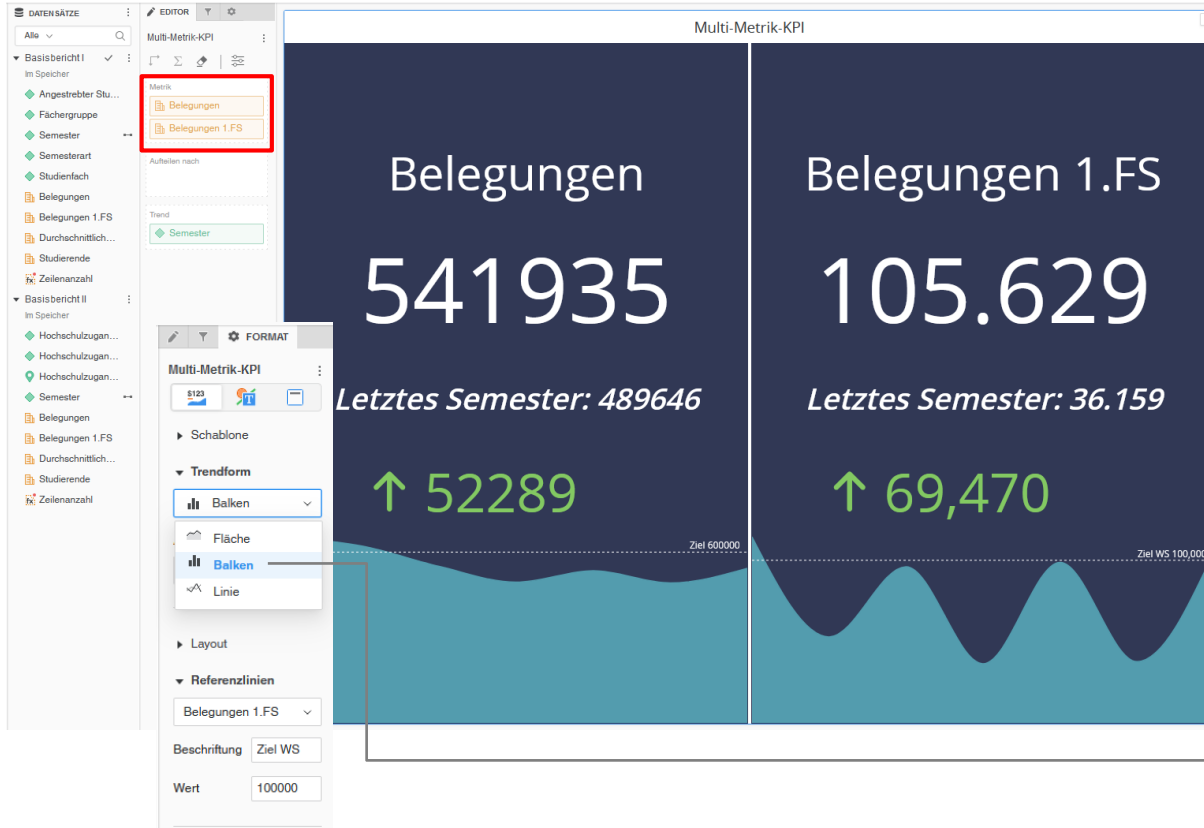 DATENSÄTZE
Alle
Basisbericht I
Im Speicher
Angestrebter Stu...
Fächergruppe
Semester
Semesterart
Studienfach
Belegungen
Belegungen 1.FS
Durchschnittlich...
Studierende
fx Zeilenanzahl
Basisbericht II
Im Speicher
Hochschulzugan...
Hochschulzugan...
Hochschulzugan...
Semester
Belegungen
Belegungen 1.FS
Durchschnittlich...
Studierende
fx Zeilenanzahl
EDITOR
Multi-Metrik-KPI
Metrik
Belegungen
Belegungen 1.FS
Aufteilen nach
Trend
Semester
FORMAT
Multi-Metrik-KPI
$123
T
Schablone
Trendform
Balken
Fläche
Balken
Linie
Layout
Referenzlinien
Belegungen 1.FS
Beschriftung Ziel WS
Wert 100000
Multi-Metrik-KPI
Belegungen
541935
Letztes Semester: 489646
↑ 52289
Ziel 600000
Belegungen 1.FS
105.629
Letztes Semester: 36.159
↑ 69,470
Ziel WS 100,000